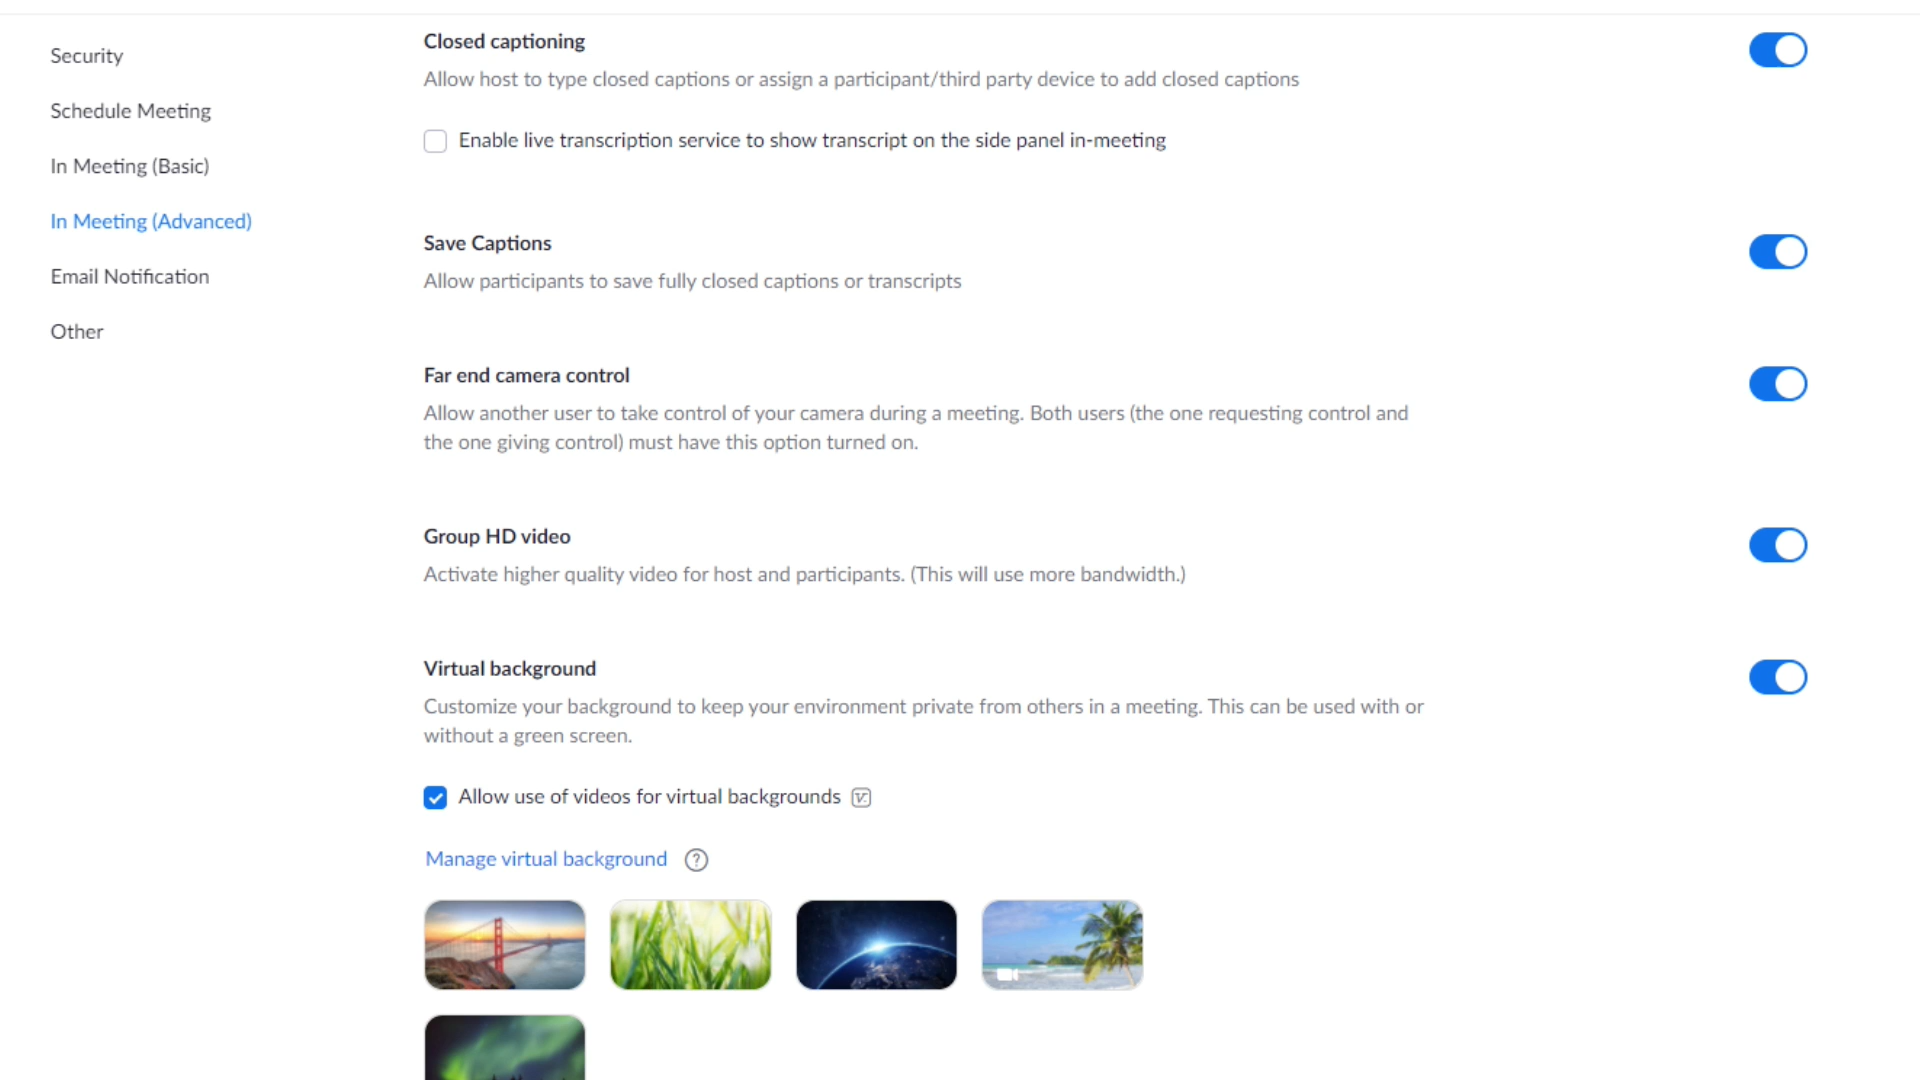 Security
Schedule Meeting
In Meeting (Basic)
In Meeting (Advanced)
Email Notification
Other
Closed captioning
Allow host to type closed captions or assign a participant/third party device to add closed captions
Enable live transcription service to show transcript on the side panel in-meeting
Save Captions
Allow participants to save fully closed captions or transcripts
Far end camera control
Allow another user to take control of your camera during a meeting. Both users (the one requesting control and
the one giving control) must have this option turned on.
Group HD video
Activate higher quality video for host and participants. (This will use more bandwidth.)
Virtual background
Customize your background to keep your environment private from others in a meeting. This can be used with or
without a green screen.
Allow use of videos for virtual backgrounds
Manage virtual background ?